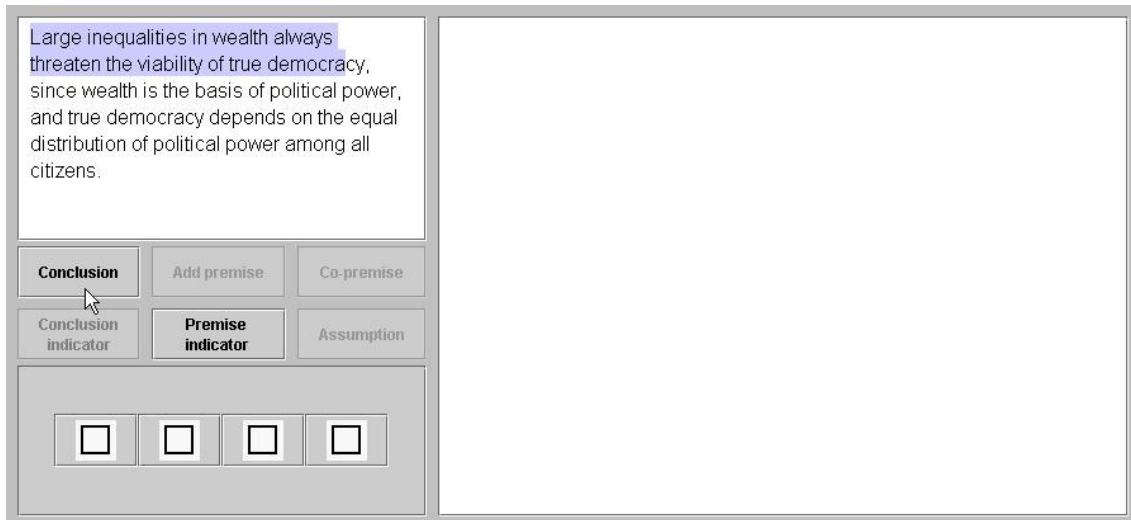 Large inequalities in wealth always
threaten the viability of true democracy,
since wealth is the basis of political power,
and true democracy depends on the equal
distribution of political power among all
citizens.
Conclusion
Add premise
Co-premise
Conclusion
indicator
Premise
indicator
Assumption